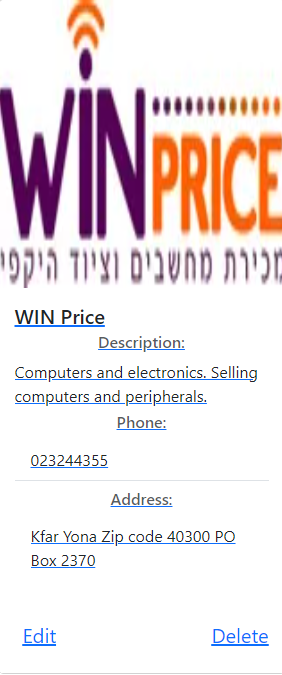 WIN PRICE
מכירת מחשבים וציוד היקפי
WIN Price
Description:
Computers and electronics. Selling
computers and peripherals.
Phone:
023244355
Address:
Kfar Yona Zip code 40300 PO
Box 2370
Edit
Delete